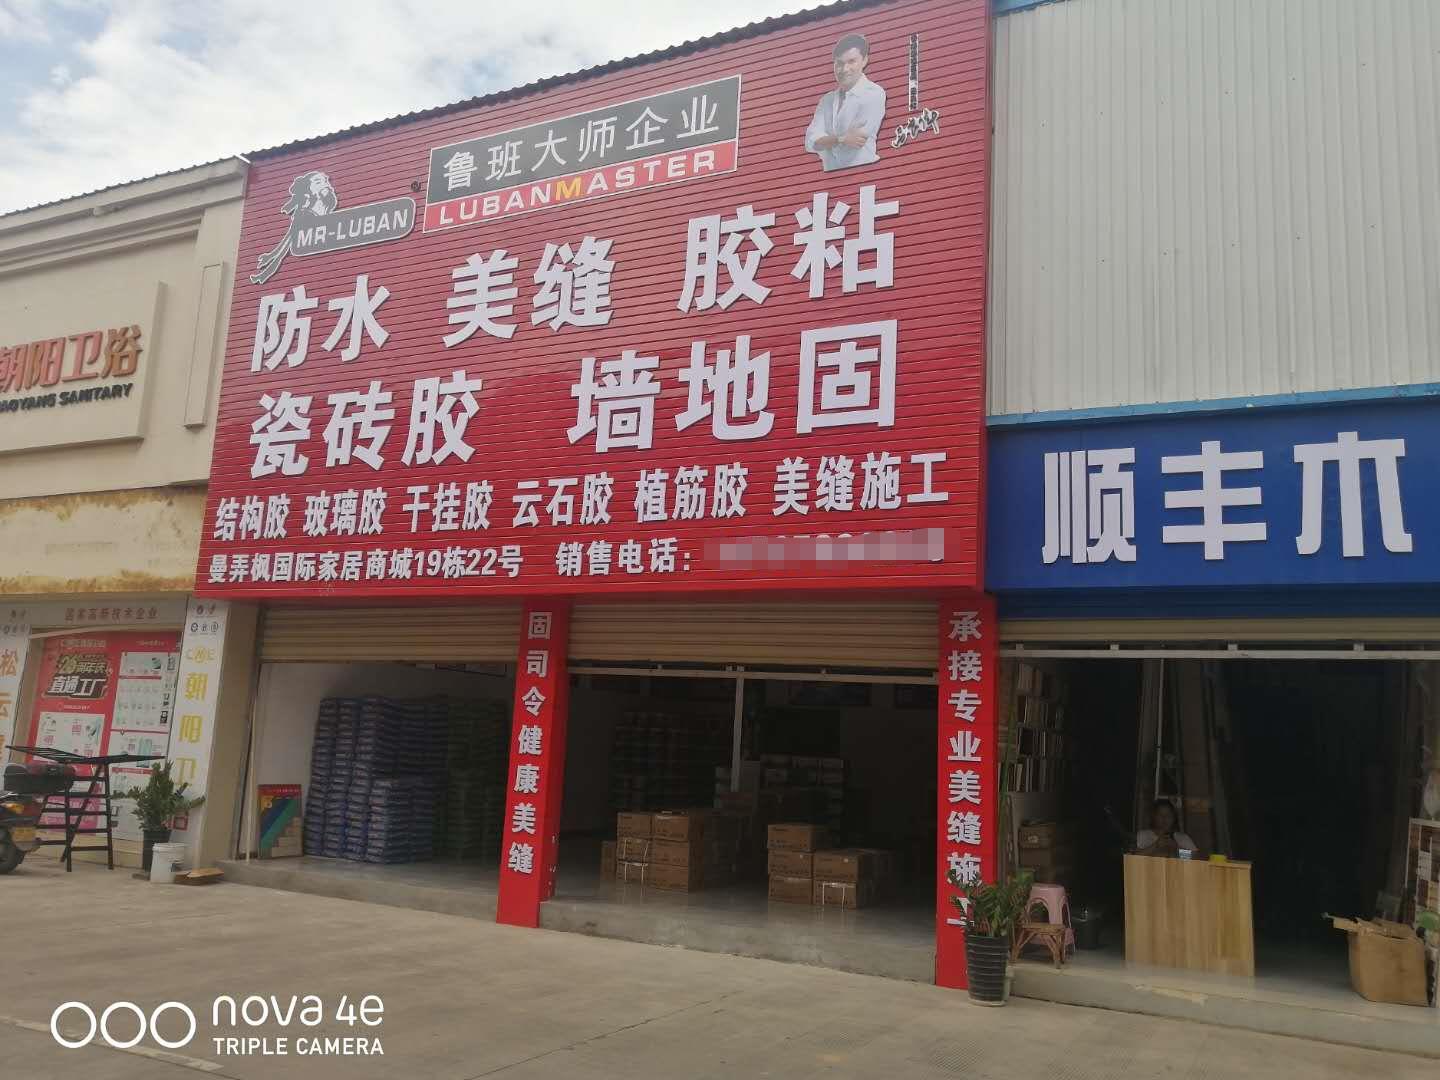 鲁班大师企业
LUBANMASTER
MR-LUBAN
防水 美缝 胶粘
瓷砖胶 墙地固
结构胶 玻璃胶 干挂胶 云石胶 植筋胶 美缝施工
曼弄枫国际家居商城19栋22号 销售电话:
朝阳卫浴
AOYANG SANITARY
顺丰木
国家高新技术企业
直通工厂
朝阳卫
固司令健康美缝
承接专业美缝施工
nova 4e
TRIPLE CAMERA